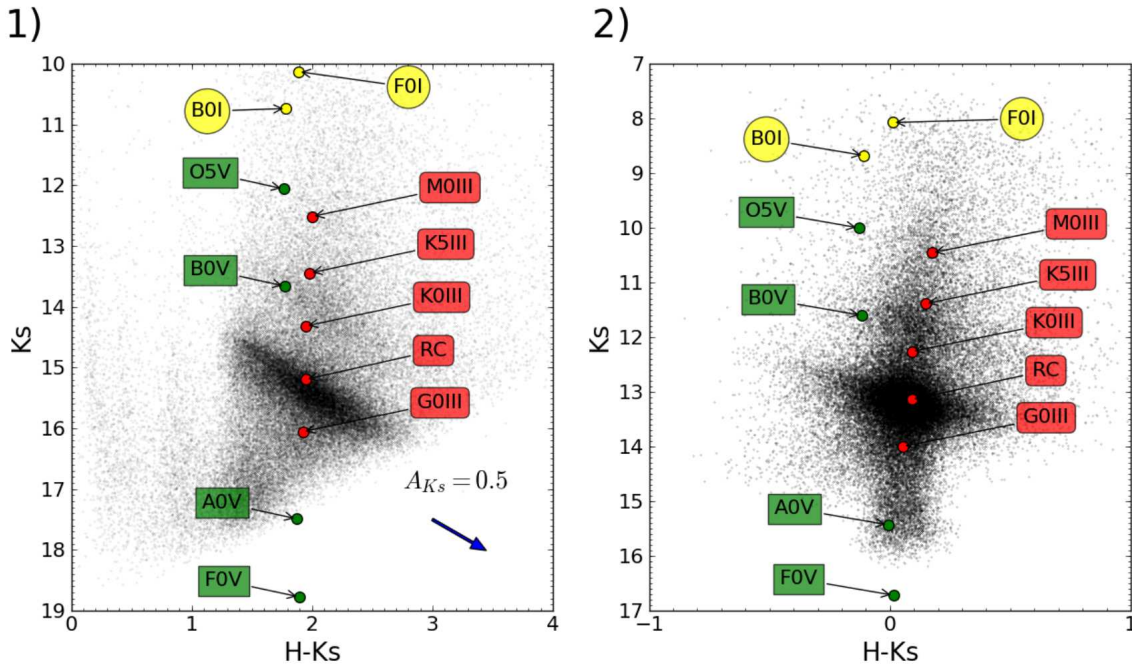 1)
10
11
12
13
14
15
16
17
18
19
Ks
0
1
2
3
4
H-Ks
F0I
B0I
O5V
M0III
K5III
B0V
K0III
RC
G0III
A_{Ks} = 0.5
A0V
F0V
2)
7
8
9
10
11
12
13
14
15
16
17
Ks
−1
0
1
H-Ks
F0I
B0I
O5V
M0III
K5III
B0V
K0III
RC
G0III
A0V
F0V